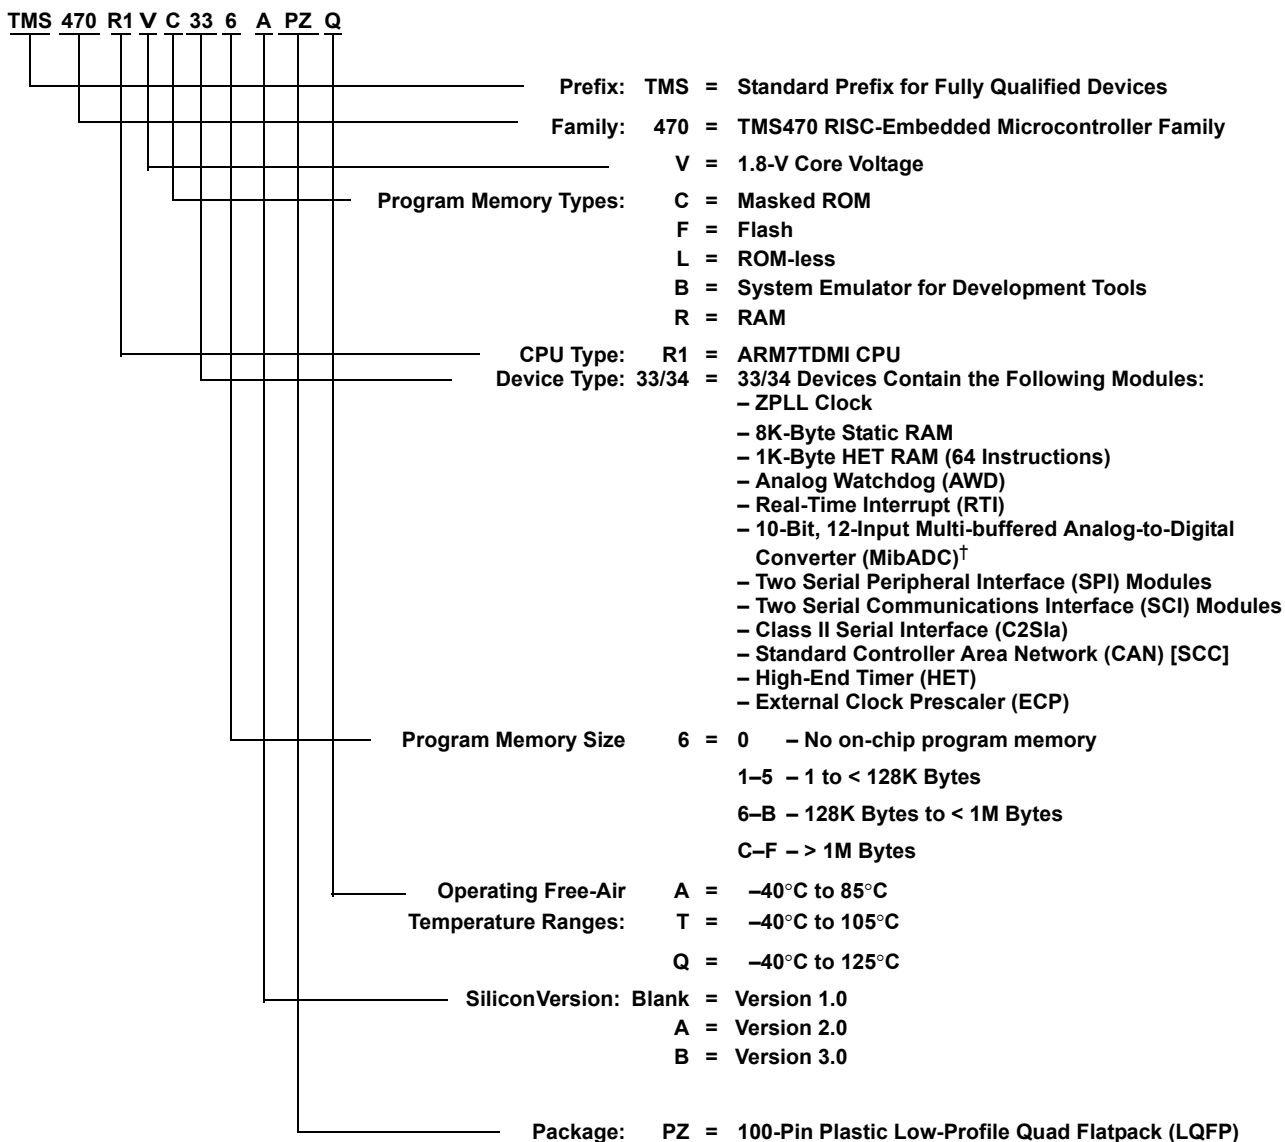 TMS 470 R1 V C 33 6 A PZ Q
Prefix: TMS = Standard Prefix for Fully Qualified Devices
Family: 470 = TMS470 RISC-Embedded Microcontroller Family
V = 1.8-V Core Voltage
Program Memory Types: C = Masked ROM
F = Flash
L = ROM-less
B = System Emulator for Development Tools
R = RAM
CPU Type: R1 = ARM7TDMI CPU
Device Type: 33/34 = 33/34 Devices Contain the Following Modules:
– ZPLL Clock
– 8K-Byte Static RAM
– 1K-Byte HET RAM (64 Instructions)
– Analog Watchdog (AWD)
– Real-Time Interrupt (RTI)
– 10-Bit, 12-Input Multi-buffered Analog-to-Digital
Converter (MibADC)†
– Two Serial Peripheral Interface (SPI) Modules
– Two Serial Communications Interface (SCI) Modules
– Class II Serial Interface (C2SIa)
– Standard Controller Area Network (CAN) [SCC]
– High-End Timer (HET)
– External Clock Prescaler (ECP)
Program Memory Size 6 = 0 – No on-chip program memory
1–5 – 1 to < 128K Bytes
6–B – 128K Bytes to < 1M Bytes
C–F – > 1M Bytes
Operating Free-Air A = –40°C to 85°C
Temperature Ranges: T = –40°C to 105°C
Q = –40°C to 125°C
SiliconVersion: Blank = Version 1.0
A = Version 2.0
B = Version 3.0
Package: PZ = 100-Pin Plastic Low-Profile Quad Flatpack (LQFP)